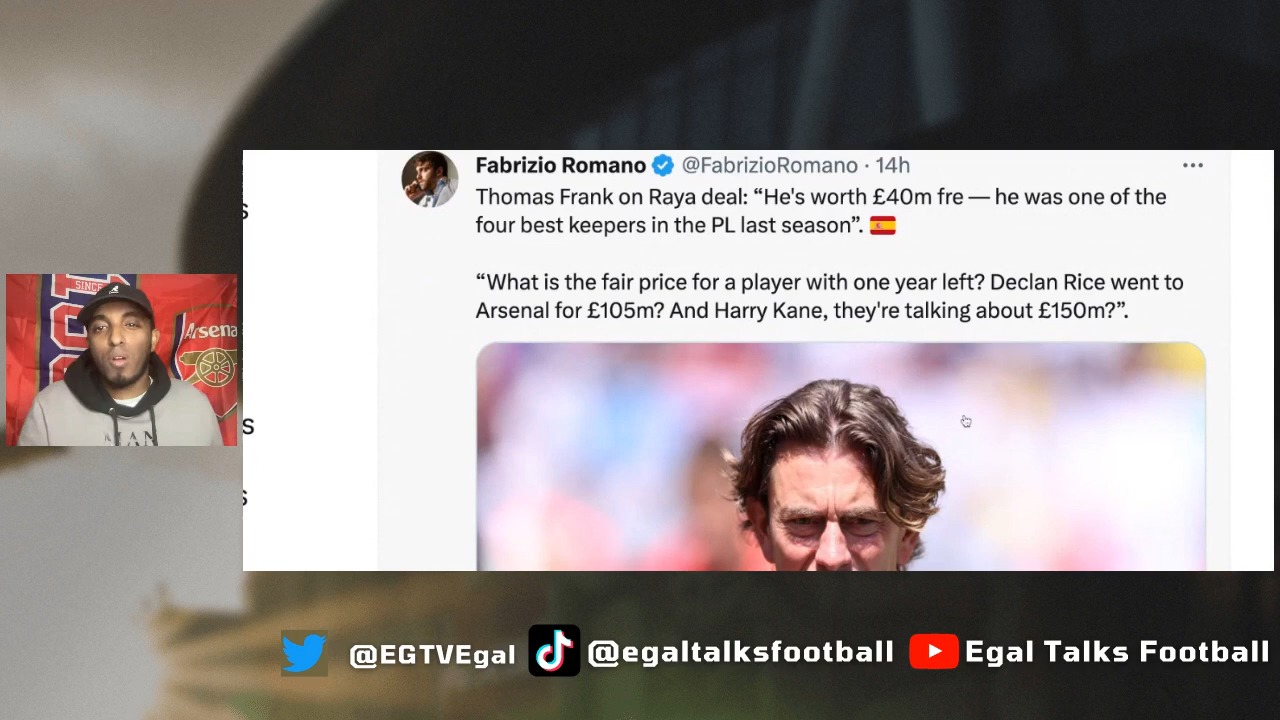 Fabrizio Romano @FabrizioRomano · 14h
Thomas Frank on Raya deal: “He's worth £40m fre — he was one of the
four best keepers in the PL last season”.
“What is the fair price for a player with one year left? Declan Rice went to
Arsenal for £105m? And Harry Kane, they're talking about £150m?”.
s
s
s
SINCE
Arsenal
@EGTVEgal
@egaltalksfootball
Egal Talks Football